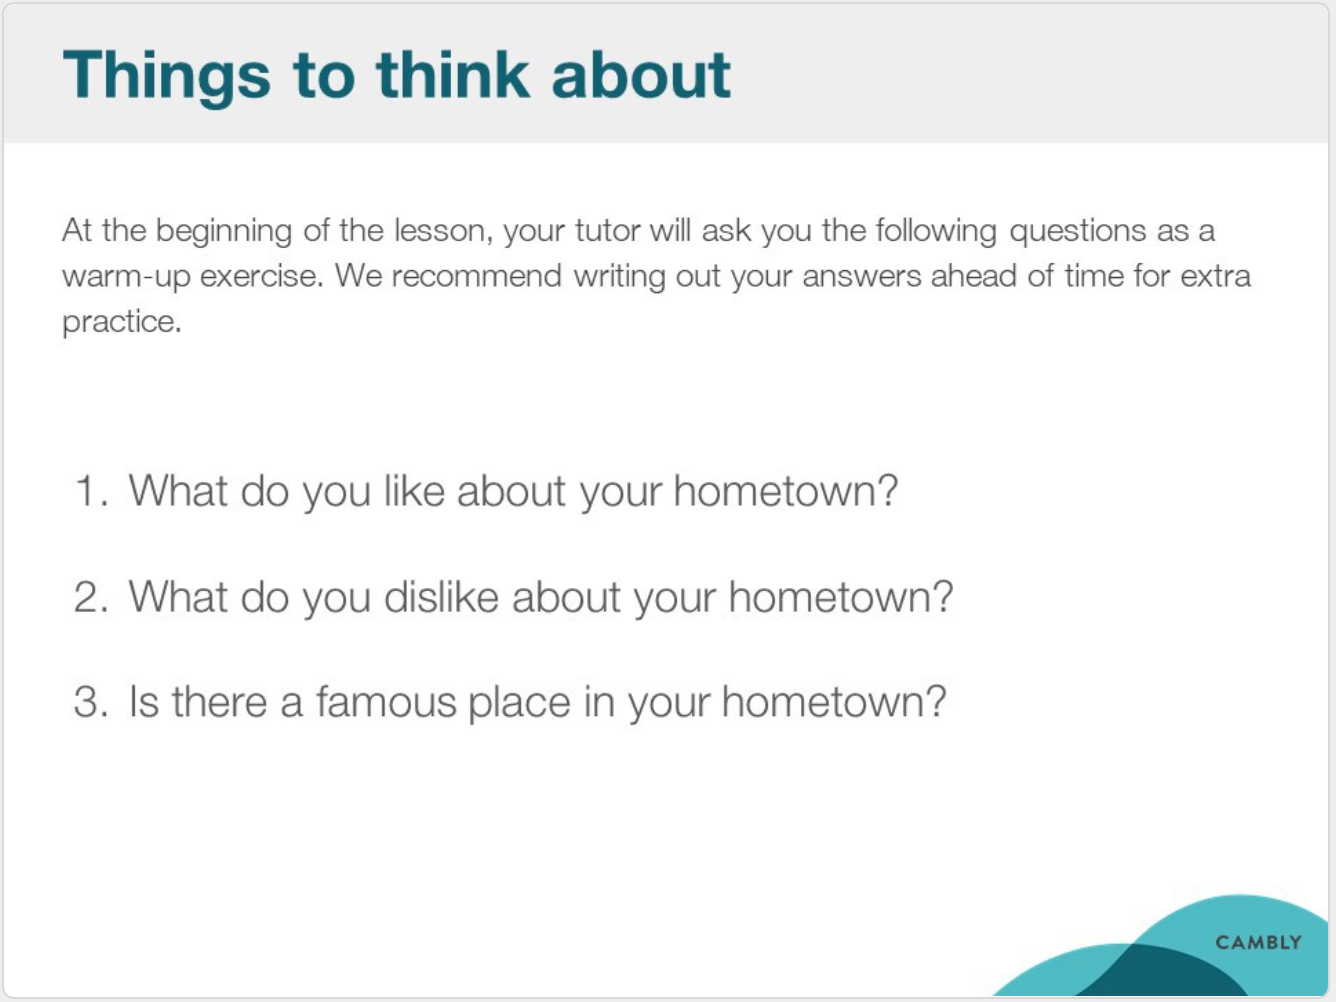 Things to think about
At the beginning of the lesson, your tutor will ask you the following questions as a
warm-up exercise. We recommend writing out your answers ahead of time for extra
practice.
1. What do you like about your hometown?
2. What do you dislike about your hometown?
3. Is there a famous place in your hometown?
CAMBLY